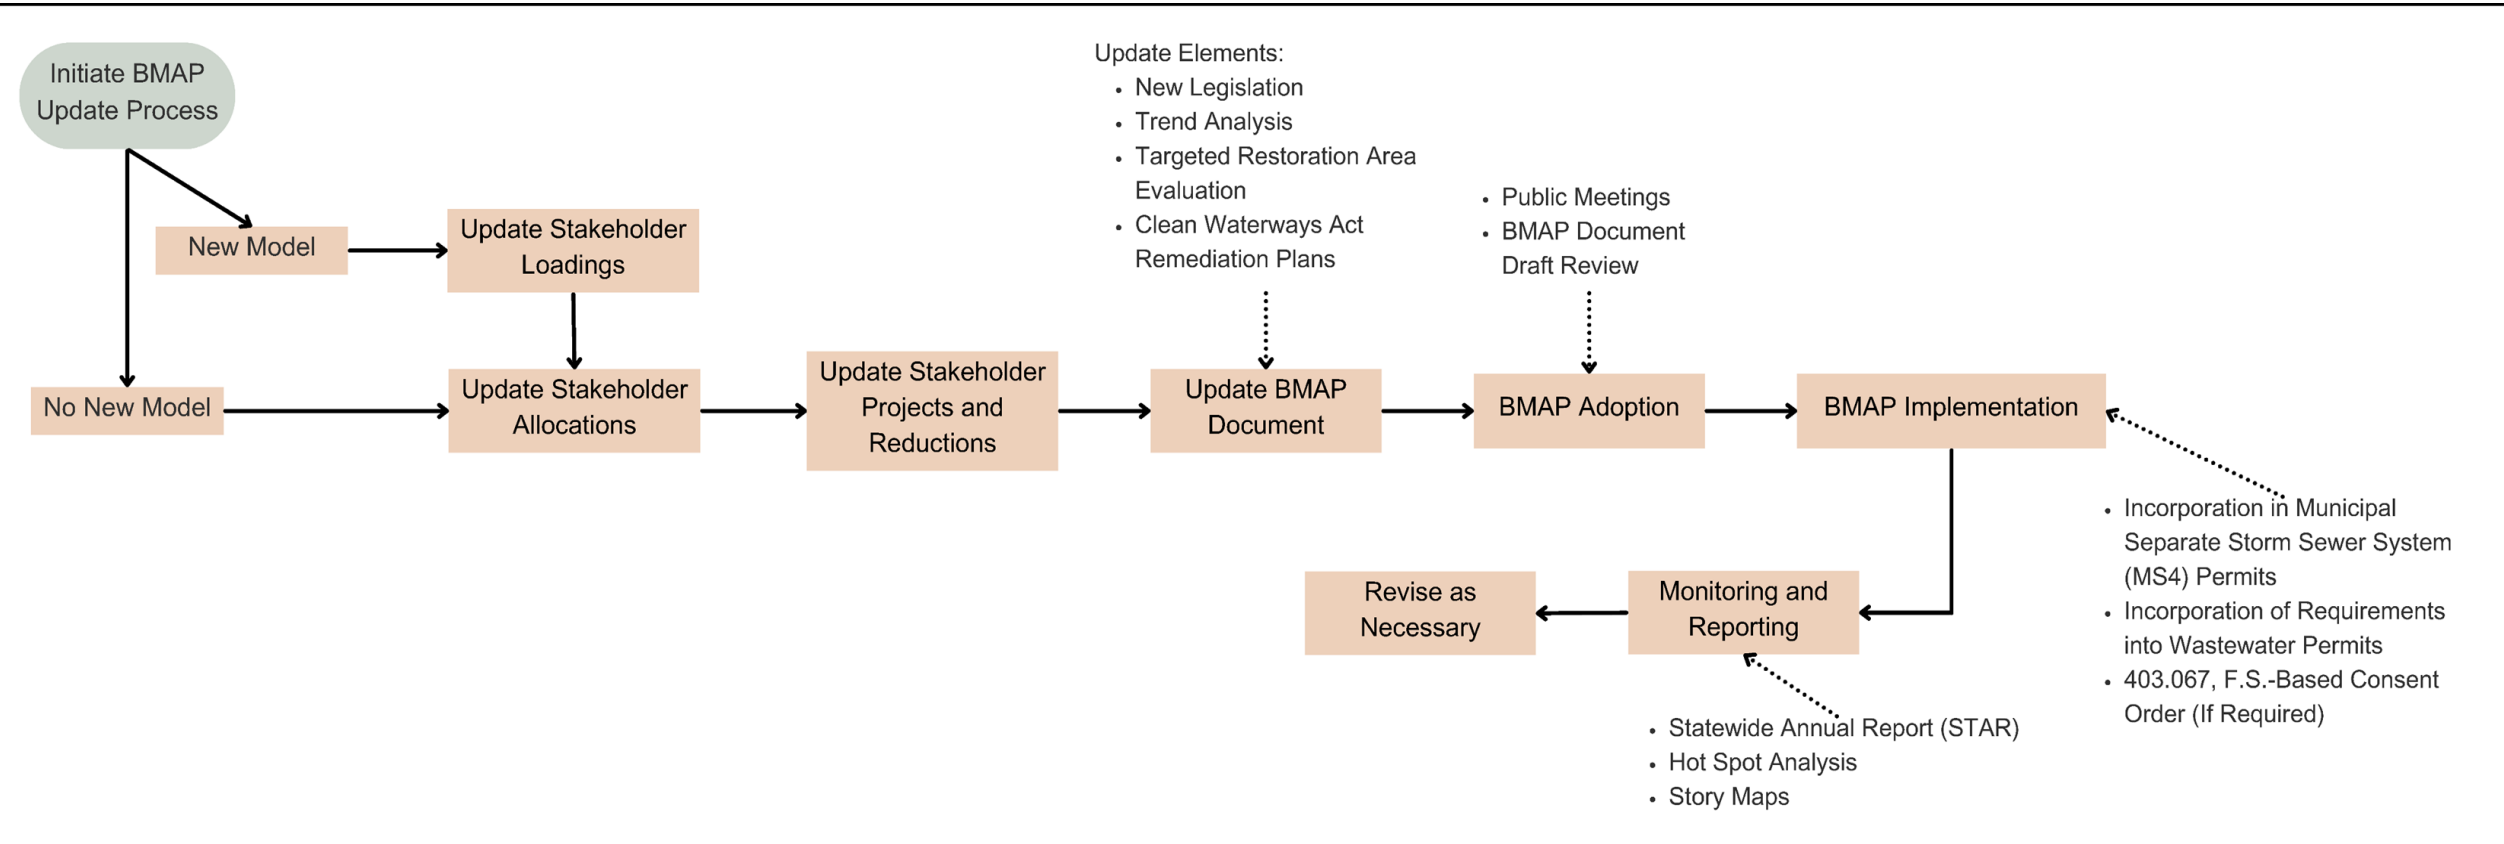 Initiate BMAP
Update Process
New Model
Update Stakeholder
Loadings
No New Model
Update Stakeholder
Allocations
Update Stakeholder
Projects and
Reductions
Update Elements:
• New Legislation
• Trend Analysis
• Targeted Restoration Area
Evaluation
• Clean Waterways Act
Remediation Plans
Update BMAP
Document
• Public Meetings
• BMAP Document
Draft Review
BMAP Adoption
BMAP Implementation
• Incorporation in Municipal
Separate Storm Sewer System
(MS4) Permits
• Incorporation of Requirements
into Wastewater Permits
• 403.067, F.S.-Based Consent
Order (If Required)
Monitoring and
Reporting
• Statewide Annual Report (STAR)
• Hot Spot Analysis
• Story Maps
Revise as
Necessary